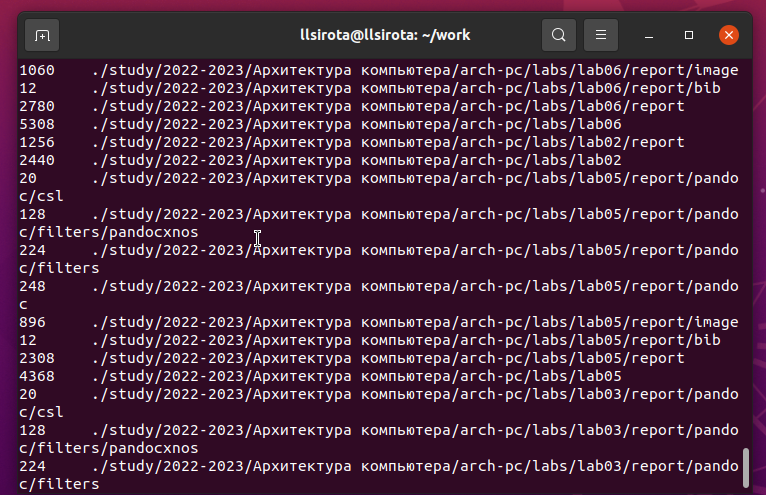 llsirota@llsirota: ~/work
1060    ./study/2022-2023/Архитектура компьютера/arch-pc/labs/lab06/report/image
12      ./study/2022-2023/Архитектура компьютера/arch-pc/labs/lab06/report/bib
2780    ./study/2022-2023/Архитектура компьютера/arch-pc/labs/lab06/report
5308    ./study/2022-2023/Архитектура компьютера/arch-pc/labs/lab06
1256    ./study/2022-2023/Архитектура компьютера/arch-pc/labs/lab02/report
2440    ./study/2022-2023/Архитектура компьютера/arch-pc/labs/lab02
20      ./study/2022-2023/Архитектура компьютера/arch-pc/labs/lab05/report/pando
c/csl
128     ./study/2022-2023/Архитектура компьютера/arch-pc/labs/lab05/report/pando
c/filters/pandocxnos
224     ./study/2022-2023/Архитектура компьютера/arch-pc/labs/lab05/report/pando
c/filters
248     ./study/2022-2023/Архитектура компьютера/arch-pc/labs/lab05/report/pando
c
896     ./study/2022-2023/Архитектура компьютера/arch-pc/labs/lab05/report/image
12      ./study/2022-2023/Архитектура компьютера/arch-pc/labs/lab05/report/bib
2308    ./study/2022-2023/Архитектура компьютера/arch-pc/labs/lab05/report
4368    ./study/2022-2023/Архитектура компьютера/arch-pc/labs/lab05
20      ./study/2022-2023/Архитектура компьютера/arch-pc/labs/lab03/report/pando
c/csl
128     ./study/2022-2023/Архитектура компьютера/arch-pc/labs/lab03/report/pando
c/filters/pandocxnos
224     ./study/2022-2023/Архитектура компьютера/arch-pc/labs/lab03/report/pando
c/filters